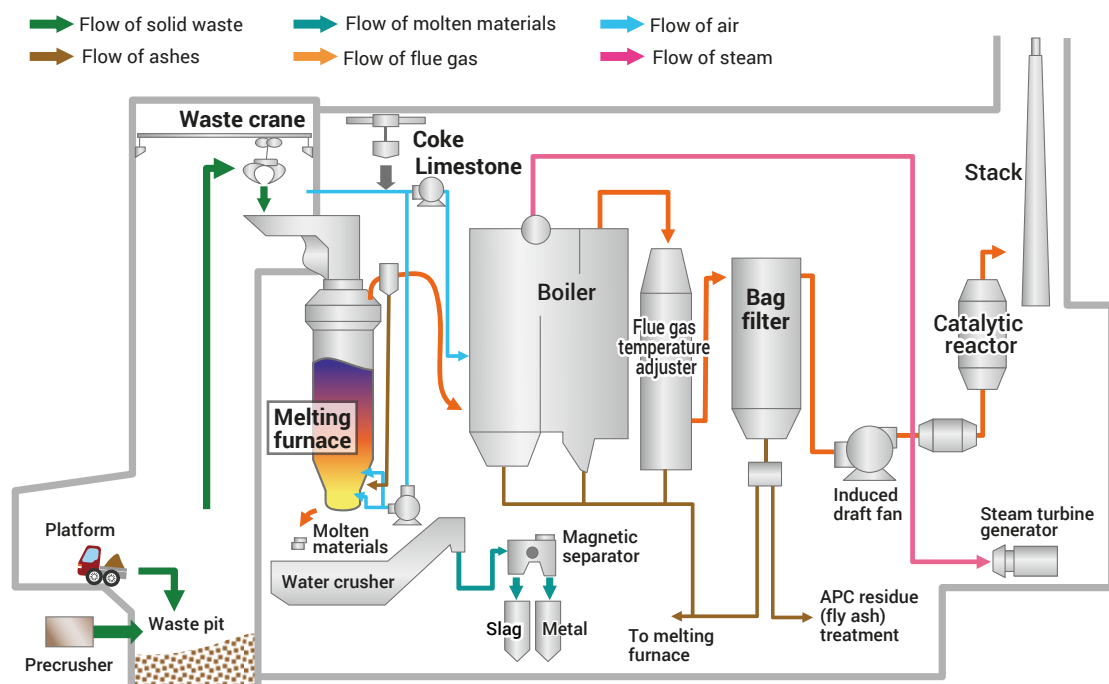 Flow of solid waste
Flow of molten materials
Flow of air
Flow of ashes
Flow of flue gas
Flow of steam
Waste crane
Coke
Limestone
Stack
Boiler
Bag
filter
Flue gas
temperature
adjuster
Catalytic
reactor
Melting
furnace
Induced
draft fan
Steam turbine
generator
Platform
Molten
materials
Magnetic
separator
Water crusher
Waste pit
Slag
Metal
APC residue
(fly ash)
treatment
To melting
furnace
Precrusher